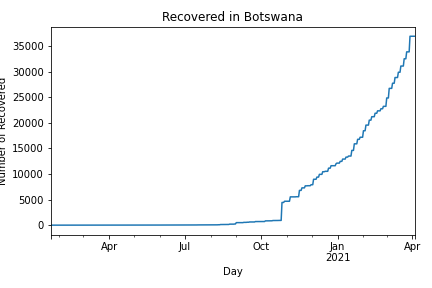 Recovered in Botswana
Number of Recovered
35000
30000
25000
20000
15000
10000
5000
0
Apr
Jul
Oct
Jan
2021
Apr
Day